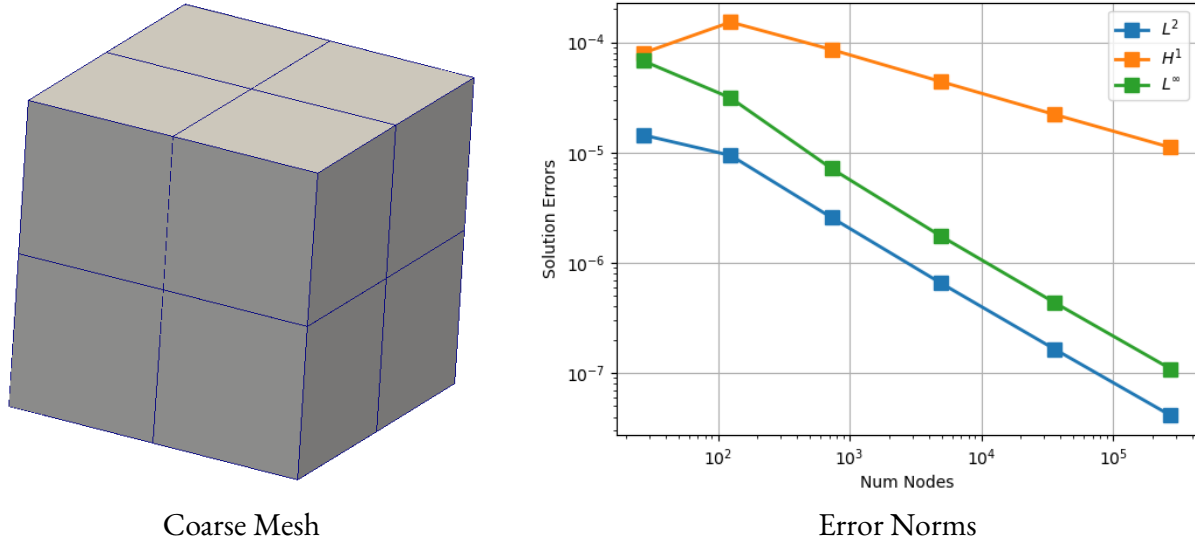 10⁻⁴
10⁻⁵
10⁻⁶
10⁻⁷
Solution Errors
L²
H¹
L∞
10²
10³
10⁴
10⁵
Num Nodes
Coarse Mesh
Error Norms